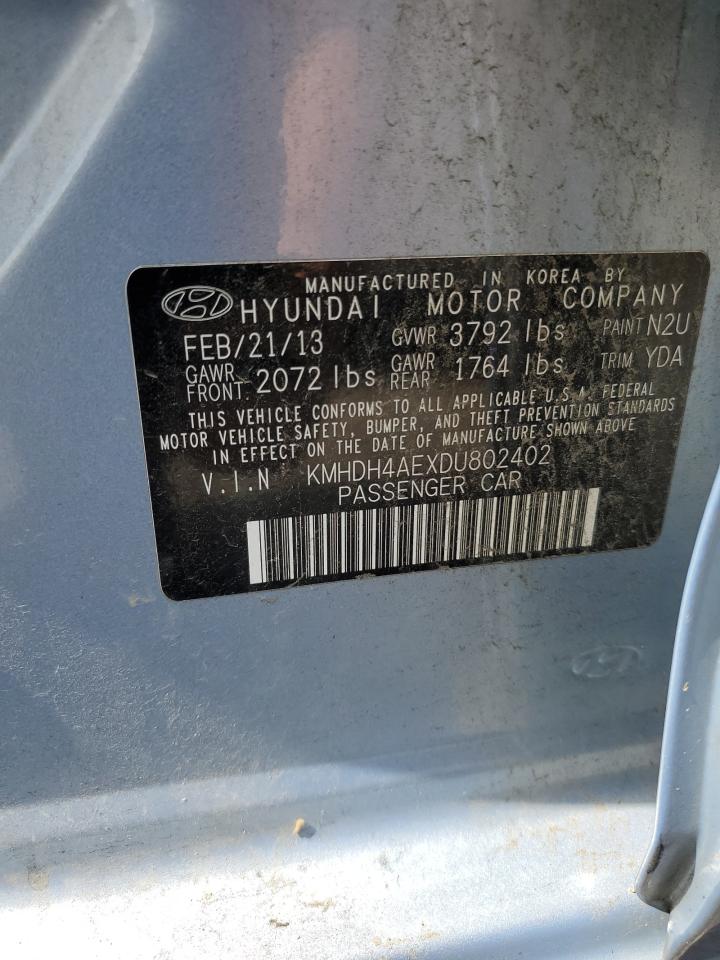 MANUFACTURED IN KOREA BY
HYUNDAI MOTOR COMPANY
FEB/21/13 GVWR 3792 lbs PAINT N2U
GAWR FRONT. 2072 lbs GAWR REAR 1764 lbs TRIM YDA
THIS VEHICLE CONFORMS TO ALL APPLICABLE U.S.A. FEDERAL
MOTOR VEHICLE SAFETY, BUMPER, AND THEFT PREVENTION STANDARDS
IN EFFECT ON THE DATE OF MANUFACTURE SHOWN ABOVE
V.I.N KMHDH4AEXDU802402
PASSENGER CAR